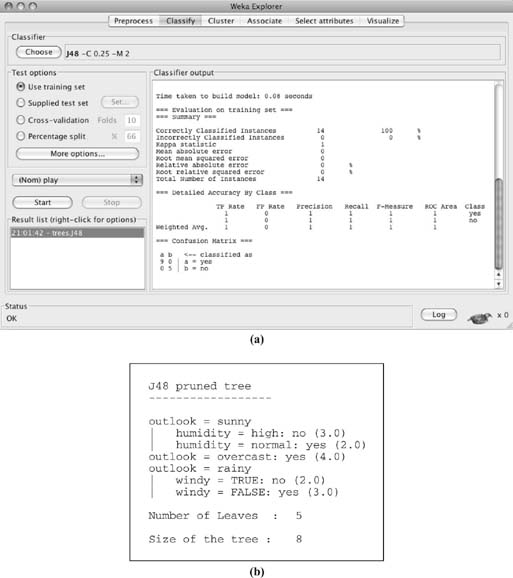 Weka Explorer
Preprocess Classify Cluster Associate Select attributes Visualize
Classifier
Choose J48 -C 0.25 -M 2
Test options
Use training set
Supplied test set Set...
Cross-validation Folds 10
Percentage split % 66
More options...
(Nom) play
Start Stop
Result list (right-click for options)
21:01:42 - trees.J48
Classifier output
Time taken to build model: 0.08 seconds
=== Evaluation on training set ===
=== Summary ===
Correctly Classified Instances 14 100 %
Incorrectly Classified Instances 0 0 %
Kappa statistic 1
Mean absolute error 0
Root mean squared error 0
Relative absolute error 0 %
Root relative squared error 0 %
Total Number of Instances 14
=== Detailed Accuracy By Class ===
TP Rate FP Rate Precision Recall F-Measure ROC Area Class
1 0 1 1 1 1 yes
1 0 1 1 1 1 no
Weighted Avg. 1 0 1 1 1 1
=== Confusion Matrix ===
a b <-- classified as
9 0 | a = yes
0 5 | b = no
Status
OK
Log x 0
(a)
J48 pruned tree
------------------
outlook = sunny
| humidity = high: no (3.0)
| humidity = normal: yes (2.0)
outlook = overcast: yes (4.0)
outlook = rainy
| windy = TRUE: no (2.0)
| windy = FALSE: yes (3.0)
Number of Leaves : 5
Size of the tree : 8
(b)